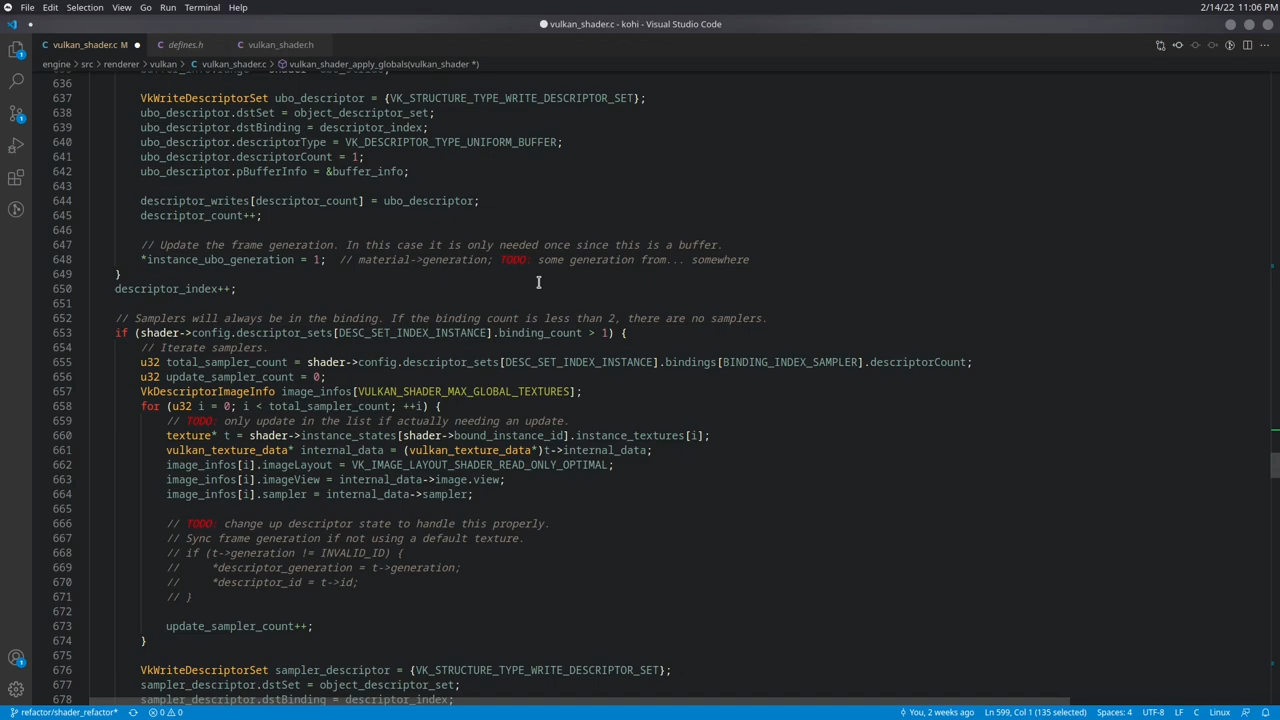 File Edit Selection View Go Run Terminal Help
2/14/22 11:06 PM
vulkan_shader.c - kohi - Visual Studio Code
vulkan_shader.c M defines.h vulkan_shader.h
engine > src > renderer > vulkan > vulkan_shader.c > vulkan_shader_apply_globals(vulkan_shader *)
636
637 VkWriteDescriptorSet ubo_descriptor = {VK_STRUCTURE_TYPE_WRITE_DESCRIPTOR_SET};
638 ubo_descriptor.dstSet = object_descriptor_set;
639 ubo_descriptor.dstBinding = descriptor_index;
640 ubo_descriptor.descriptorType = VK_DESCRIPTOR_TYPE_UNIFORM_BUFFER;
641 ubo_descriptor.descriptorCount = 1;
642 ubo_descriptor.pBufferInfo = &buffer_info;
643
644 descriptor_writes[descriptor_count] = ubo_descriptor;
645 descriptor_count++;
646
647 // Update the frame generation. In this case it is only needed once since this is a buffer.
648 *instance_ubo_generation = 1;  // material->generation; TODO: some generation from... somewhere
649 }
650 descriptor_index++;
651
652 // Samplers will always be in the binding. If the binding count is less than 2, there are no samplers.
653 if (shader->config.descriptor_sets[DESC_SET_INDEX_INSTANCE].binding_count > 1) {
654 // Iterate samplers.
655 u32 total_sampler_count = shader->config.descriptor_sets[DESC_SET_INDEX_INSTANCE].bindings[BINDING_INDEX_SAMPLER].descriptorCount;
656 u32 update_sampler_count = 0;
657 VkDescriptorImageInfo image_infos[VULKAN_SHADER_MAX_GLOBAL_TEXTURES];
658 for (u32 i = 0; i < total_sampler_count; ++i) {
659 // TODO: only update in the list if actually needing an update.
660 texture* t = shader->instance_states[shader->bound_instance_id].instance_textures[i];
661 vulkan_texture_data* internal_data = (vulkan_texture_data*)t->internal_data;
662 image_infos[i].imageLayout = VK_IMAGE_LAYOUT_SHADER_READ_ONLY_OPTIMAL;
663 image_infos[i].imageView = internal_data->image.view;
664 image_infos[i].sampler = internal_data->sampler;
665
666 // TODO: change up descriptor state to handle this properly.
667 // Sync frame generation if not using a default texture.
668 // if (t->generation != INVALID_ID) {
669 //     *descriptor_generation = t->generation;
670 //     *descriptor_id = t->id;
671 // }
672
673 update_sampler_count++;
674 }
675
676 VkWriteDescriptorSet sampler_descriptor = {VK_STRUCTURE_TYPE_WRITE_DESCRIPTOR_SET};
677 sampler_descriptor.dstSet = object_descriptor_set;
678 sampler_descriptor.dstBinding = descriptor_index;
refactor/shader_refactor* 0 0 You, 2 weeks ago Ln 599, Col 1 (135 selected) Spaces: 4 UTF-8 LF C Linux